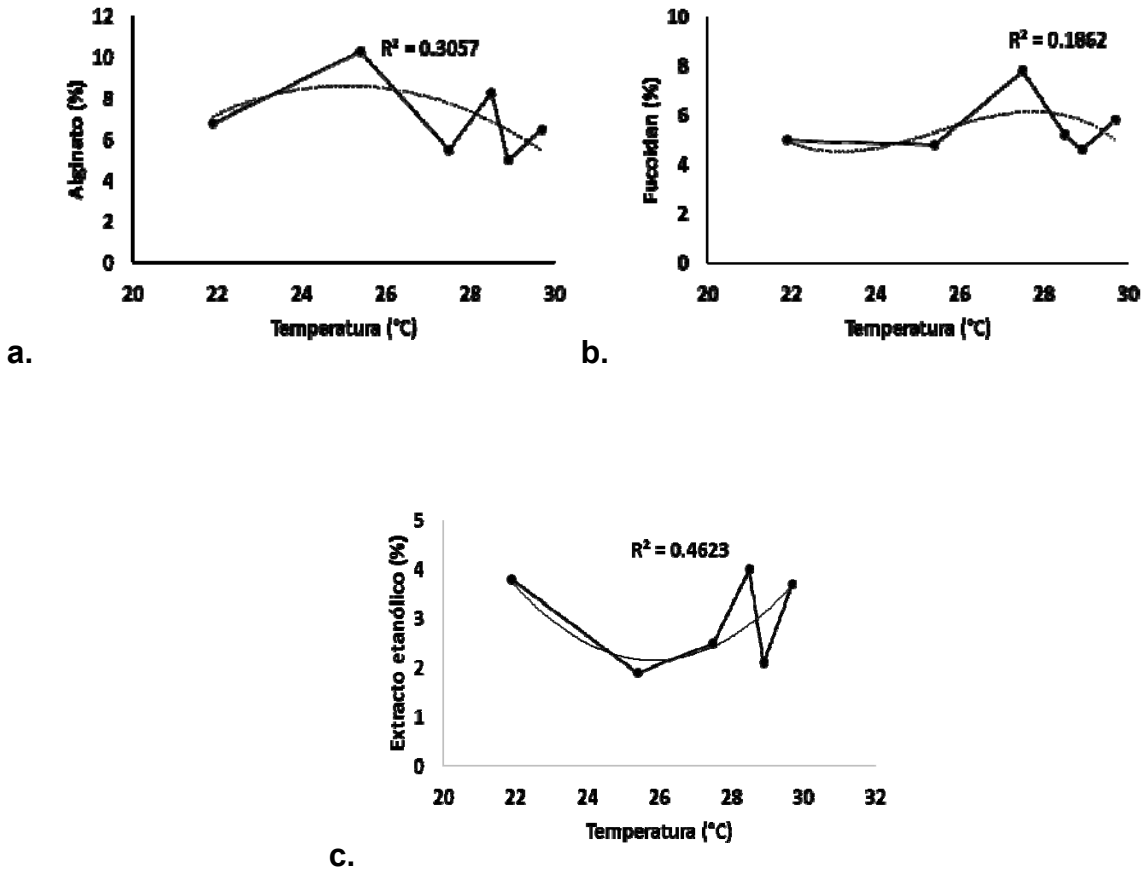 12
10
8
6
4
2
0
Alginato (%)
R² = 0.3057
20 22 24 26 28 30
Temperatura (°C)
a.
10
8
6
4
2
0
Fucoidan (%)
R² = 0.1862
20 22 24 26 28 30
Temperatura (°C)
b.
5
4
3
2
1
0
Extracto etanólico (%)
R² = 0.4623
20 22 24 26 28 30 32
Temperatura (°C)
c.